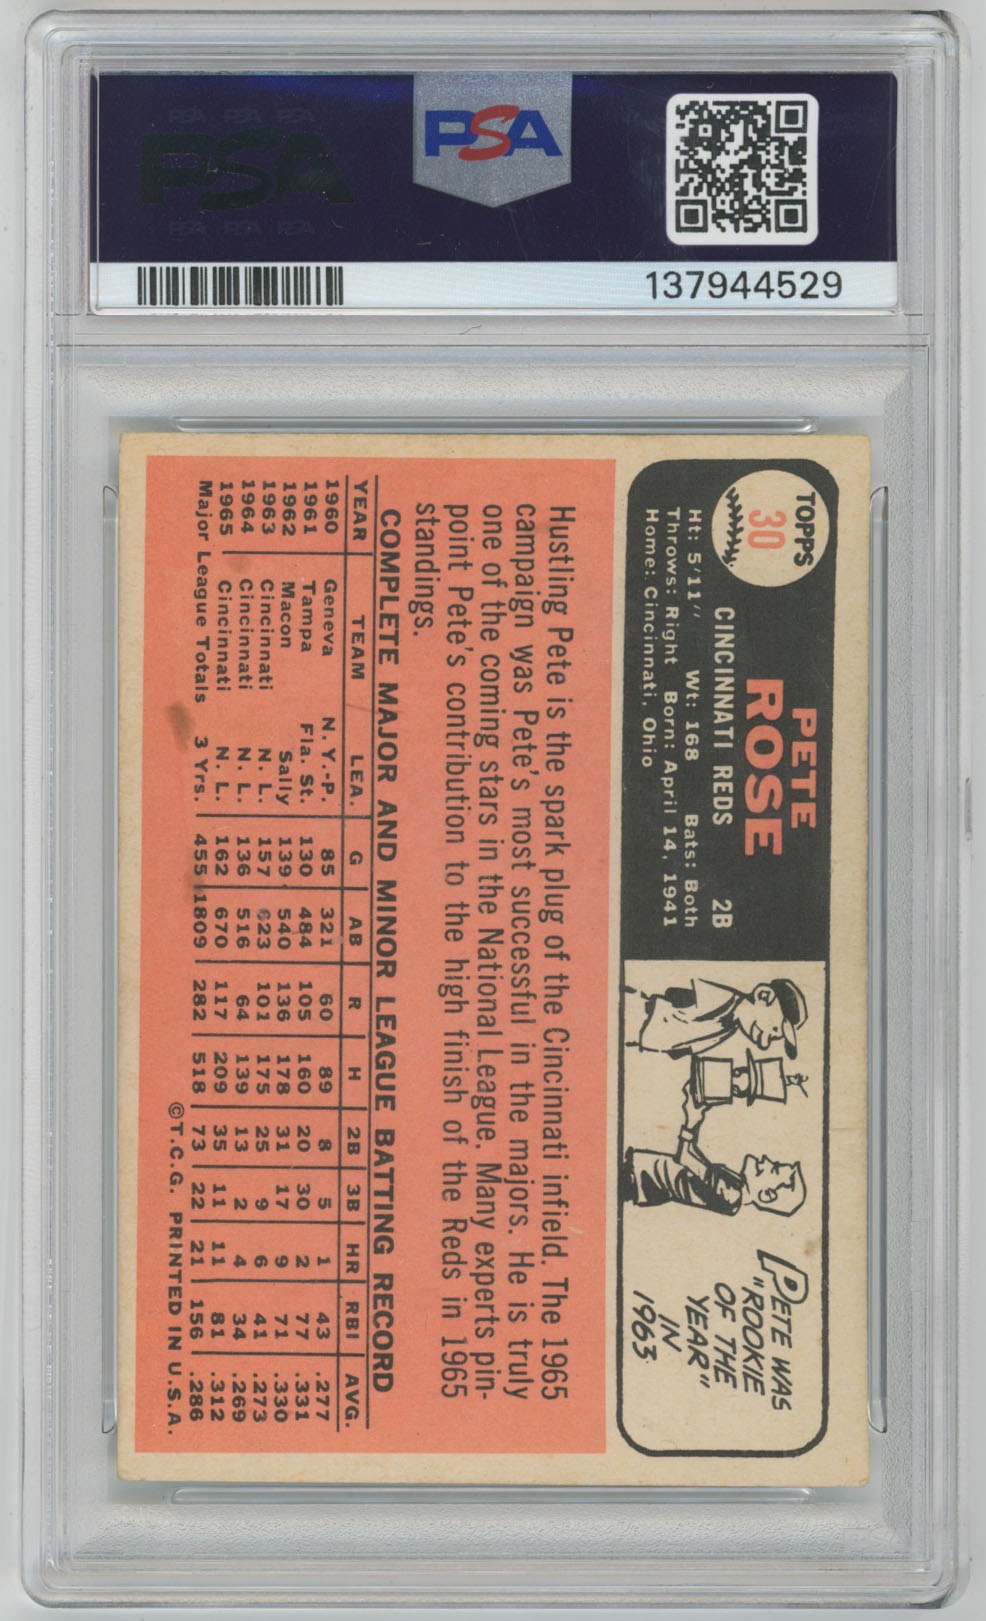 PSA PSA PSA
PSA
PSA PSA PSA
PSA
137944529
TOPPS
30
PETE
ROSE
CINCINNATI REDS 2B
Ht: 5'11" Wt: 168 Bats: Both
Throws: Right Born: April 14, 1941
Home: Cincinnati, Ohio
PETE WAS
"ROOKIE
OF THE
YEAR"
IN
1963
Hustling Pete is the spark plug of the Cincinnati infield. The 1965
campaign was Pete's most successful in the majors. He is truly
one of the coming stars in the National League. Many experts pin-
point Pete's contribution to the high finish of the Reds in 1965
standings.
COMPLETE MAJOR AND MINOR LEAGUE BATTING RECORD
YEAR TEAM LEA. G AB R H 2B 3B HR RBI AVG.
1960 Geneva N.Y.-P. 85 321 60 89 8 5 1 43 .277
1961 Tampa Fla. St. 130 484 105 160 20 30 2 77 .331
1962 Macon Sally 139 540 136 178 31 17 9 71 .330
1963 Cincinnati N. L. 157 623 101 175 25 9 6 41 .273
1964 Cincinnati N. L. 136 516 64 139 13 2 4 34 .269
1965 Cincinnati N. L. 162 670 117 209 35 11 11 81 .312
Major League Totals 3 Yrs. 455 1809 282 518 73 22 21 156 .286
©T.C.G. PRINTED IN U.S.A.